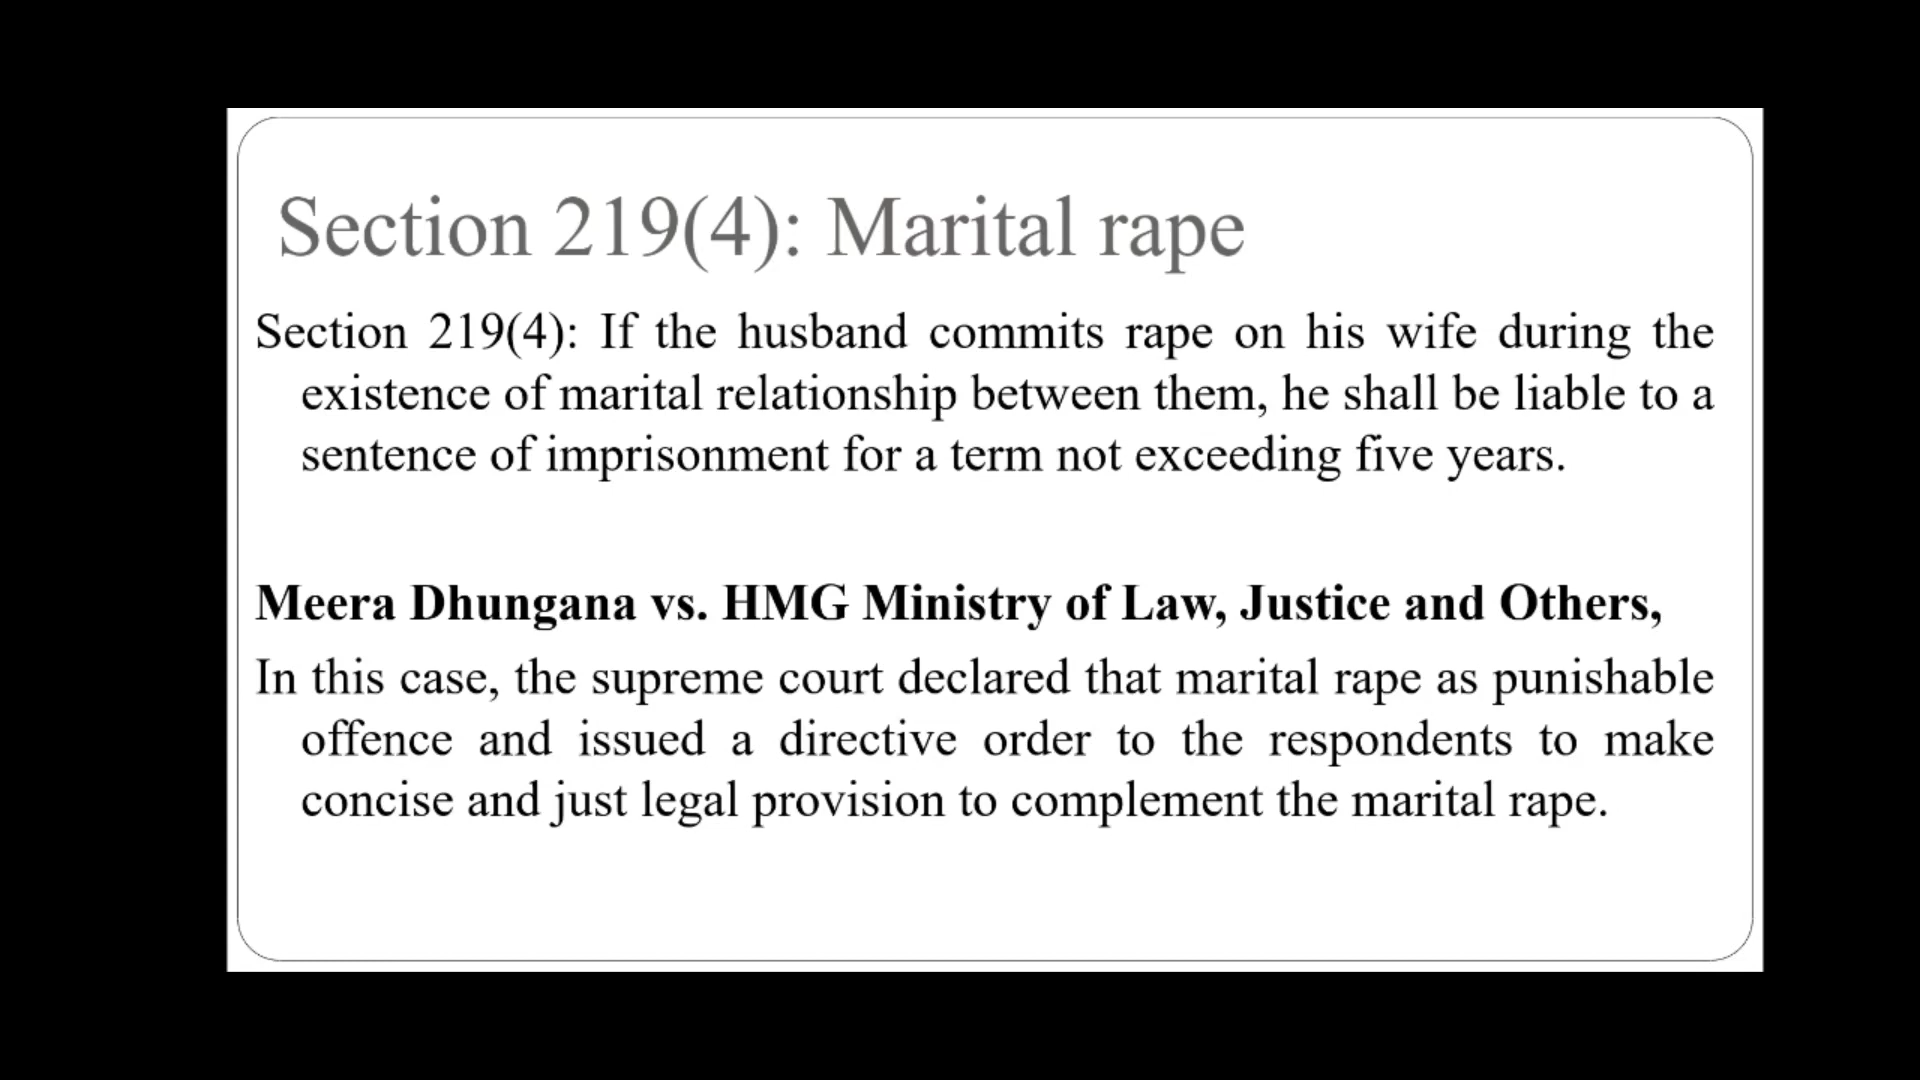 Section 219(4): Marital rape
Section 219(4): If the husband commits rape on his wife during the
existence of marital relationship between them, he shall be liable to a
sentence of imprisonment for a term not exceeding five years.
Meera Dhungana vs. HMG Ministry of Law, Justice and Others,
In this case, the supreme court declared that marital rape as punishable
offence and issued a directive order to the respondents to make
concise and just legal provision to complement the marital rape.